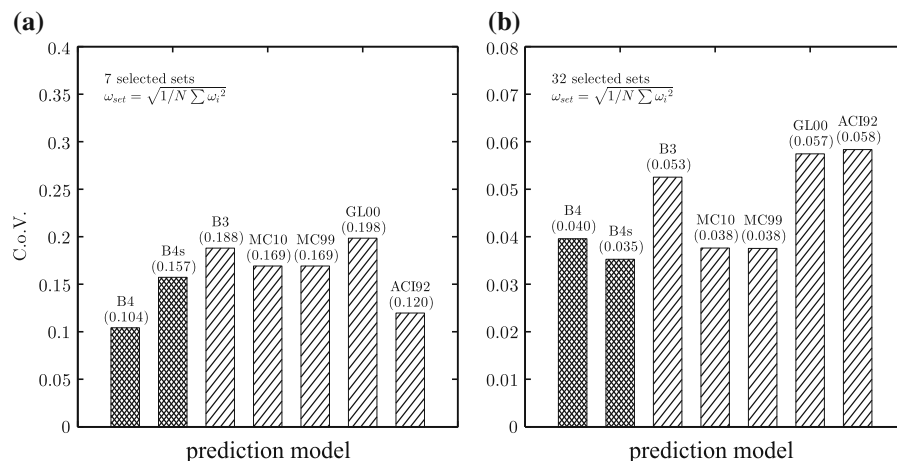 (a)
0.4
0.35
0.3
0.25
0.2
0.15
0.1
0.05
0
C.o.V.
7 selected sets
ω_set = √(1/N ∑ ω_i²)
B4
(0.104)
B4s
(0.157)
B3
(0.188)
MC10
(0.169)
MC99
(0.169)
GL00
(0.198)
ACI92
(0.120)
prediction model
(b)
0.08
0.07
0.06
0.05
0.04
0.03
0.02
0.01
0.00
32 selected sets
ω_set = √(1/N ∑ ω_i²)
B4
(0.040)
B4s
(0.035)
B3
(0.053)
MC10
(0.038)
MC99
(0.038)
GL00
(0.057)
ACI92
(0.058)
prediction model